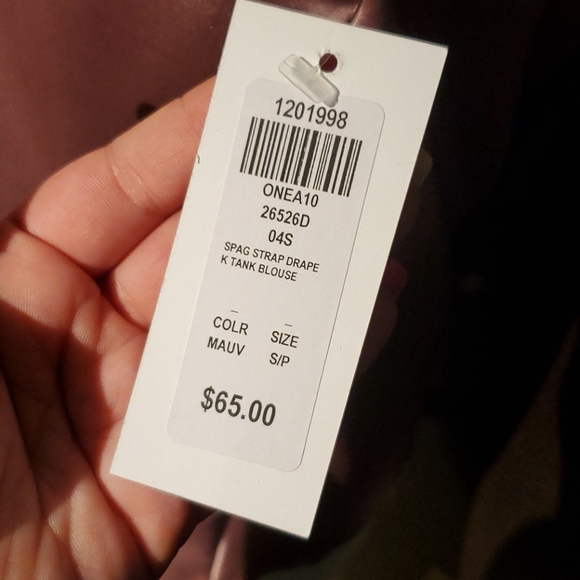 1201998
ONEA10
26526D
04S
SPAG STRAP DRAPE
K TANK BLOUSE
COLR SIZE
MAUV S/P
$65.00